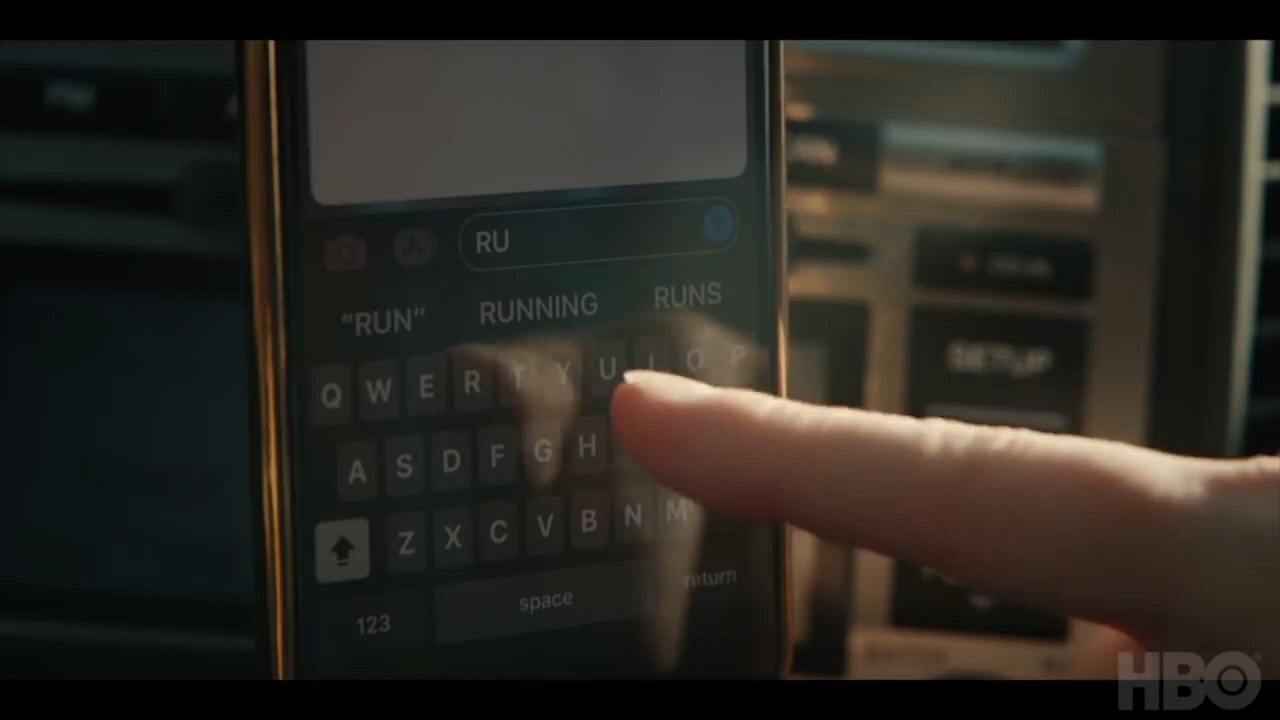 RU
"RUN" RUNNING RUNS
Q W E R T Y U I O P
A S D F G H
Z X C V B N M
123 space return
SETUP
HBO